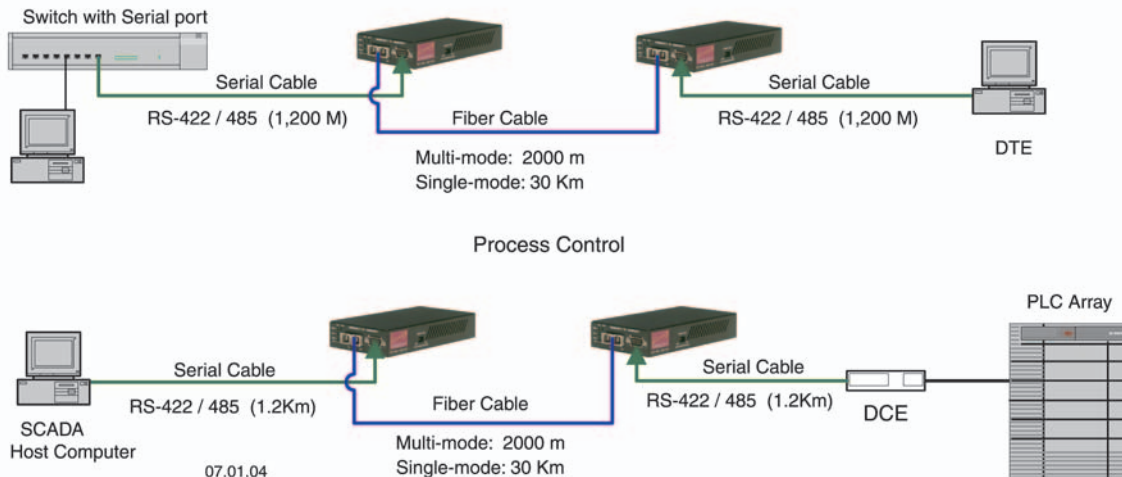 Switch with Serial port
Serial Cable
RS-422 / 485 (1,200 M)
Fiber Cable
Multi-mode: 2000 m
Single-mode: 30 Km
Serial Cable
RS-422 / 485 (1,200 M)
DTE
Process Control
PLC Array
Serial Cable
RS-422 / 485 (1.2Km)
Fiber Cable
Multi-mode: 2000 m
Single-mode: 30 Km
Serial Cable
RS-422 / 485 (1.2Km)
DCE
SCADA
Host Computer
07.01.04